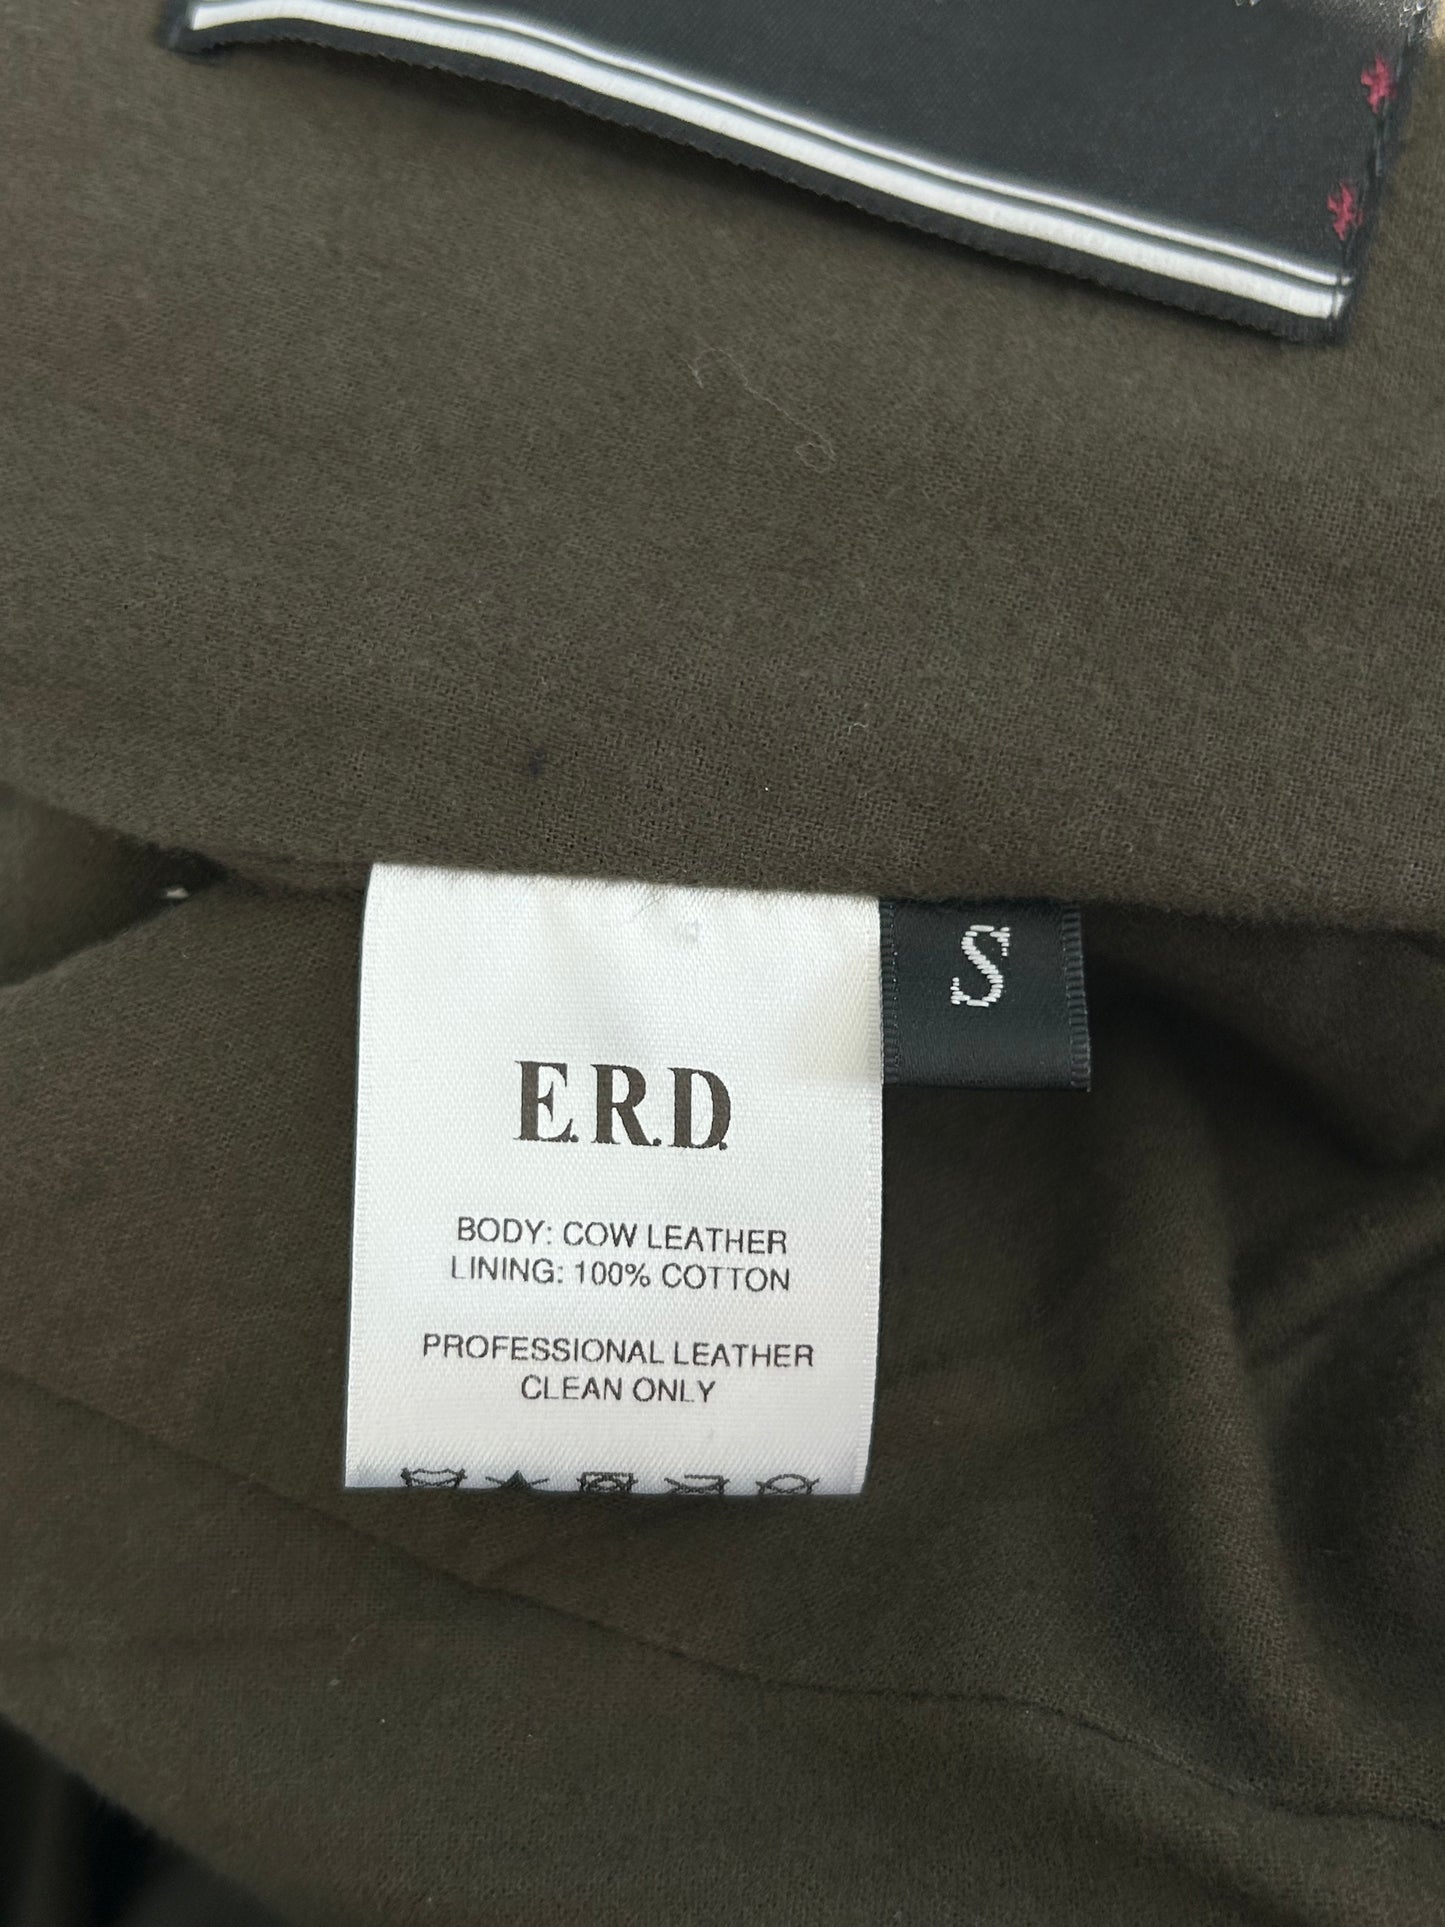 S
E.R.D.
BODY: COW LEATHER
LINING: 100% COTTON
PROFESSIONAL LEATHER
CLEAN ONLY